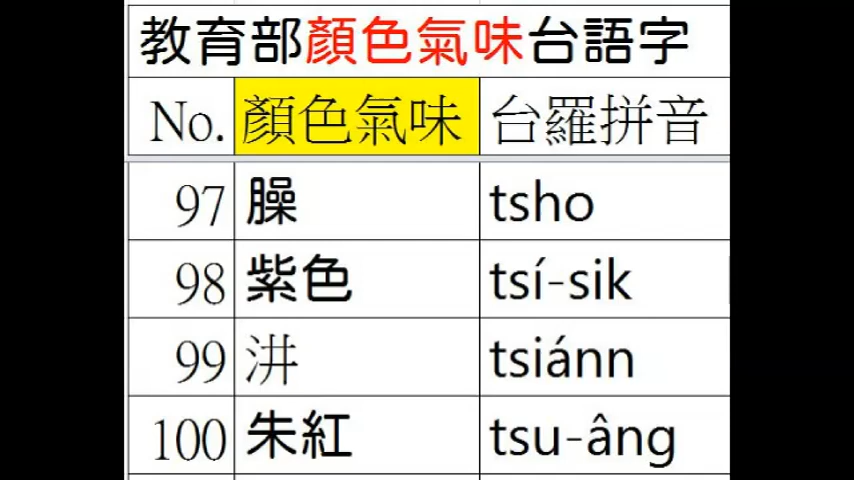 教育部顏色氣味台語字
No. 顏色氣味 台羅拼音
97 臊 tsho
98 紫色 tsí-sik
99 汫 tsiánn
100 朱紅 tsu-âng